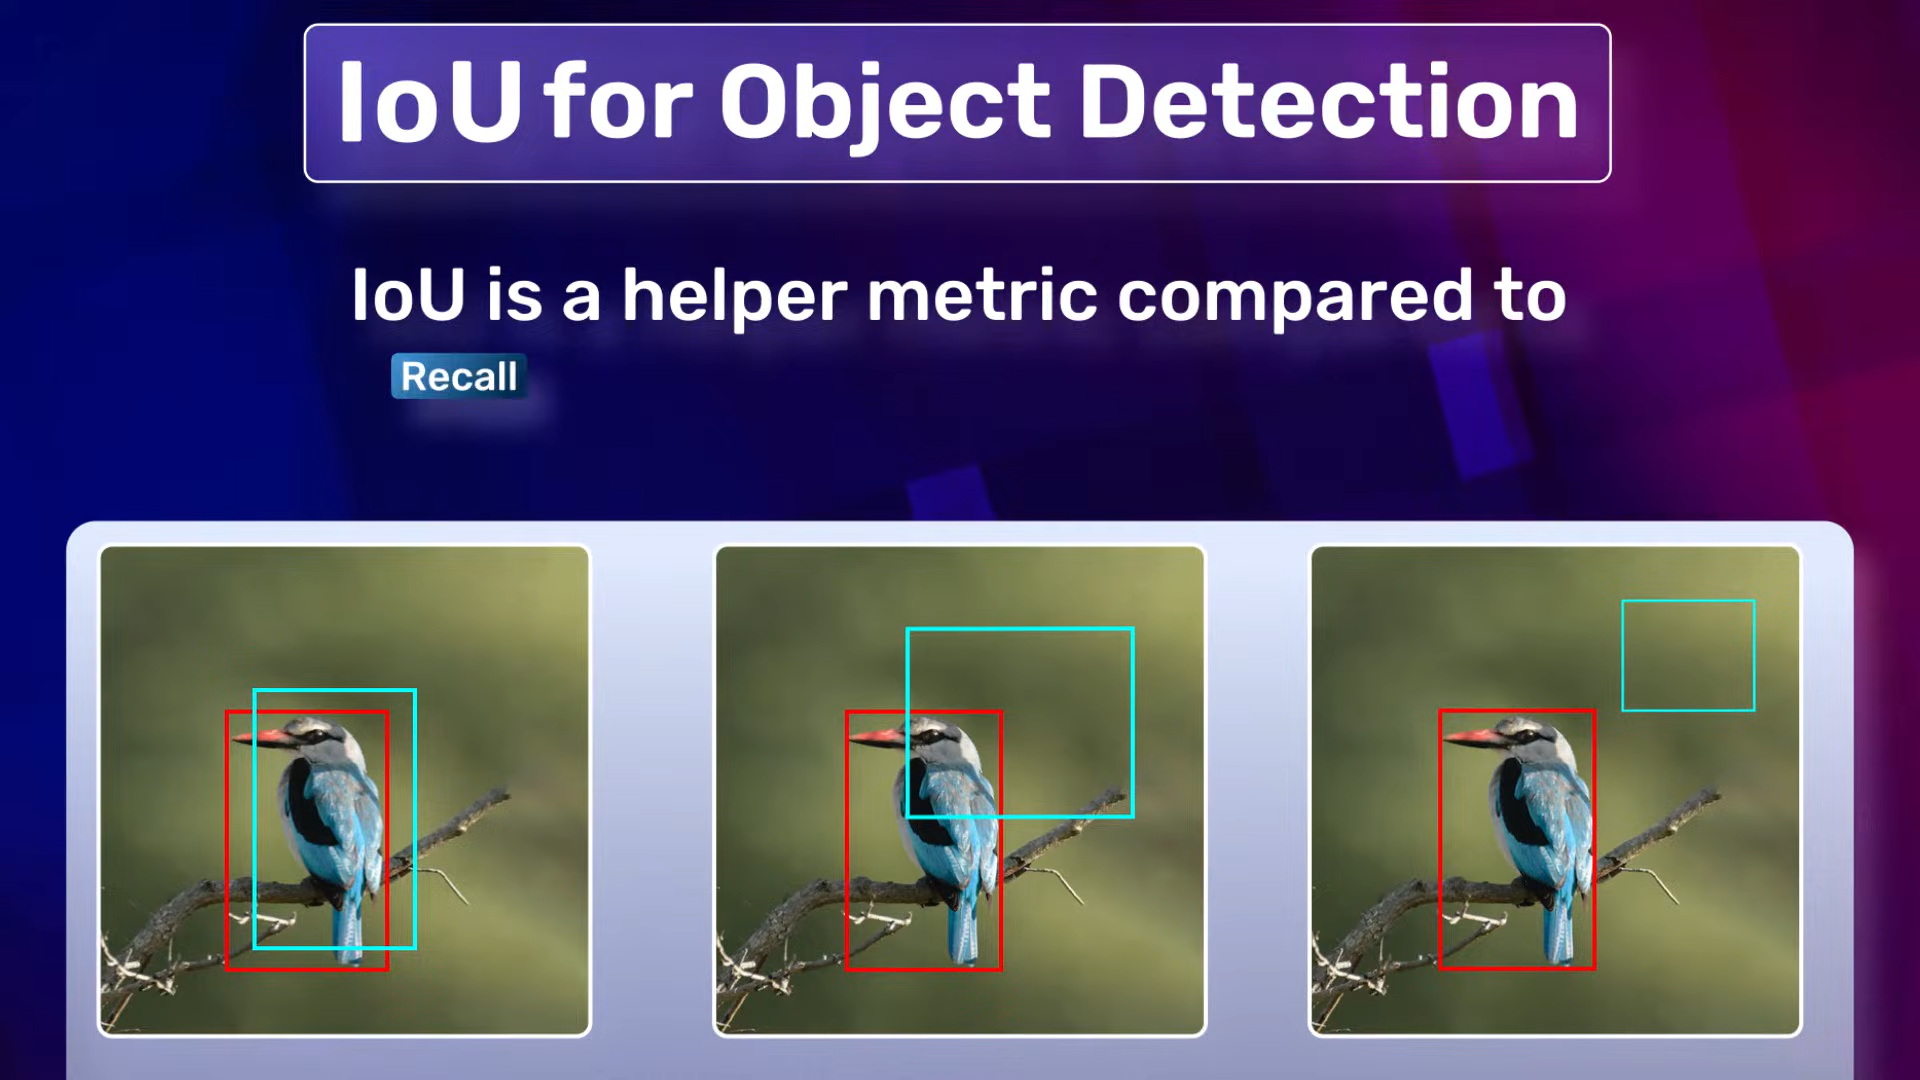 IoU for Object Detection
IoU is a helper metric compared to
Recall